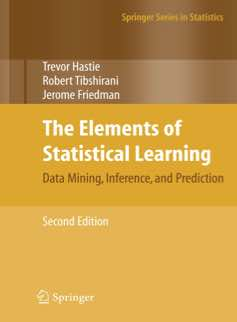 Springer Series in Statistics
Trevor Hastie
Robert Tibshirani
Jerome Friedman
The Elements of
Statistical Learning
Data Mining, Inference, and Prediction
Second Edition
Springer